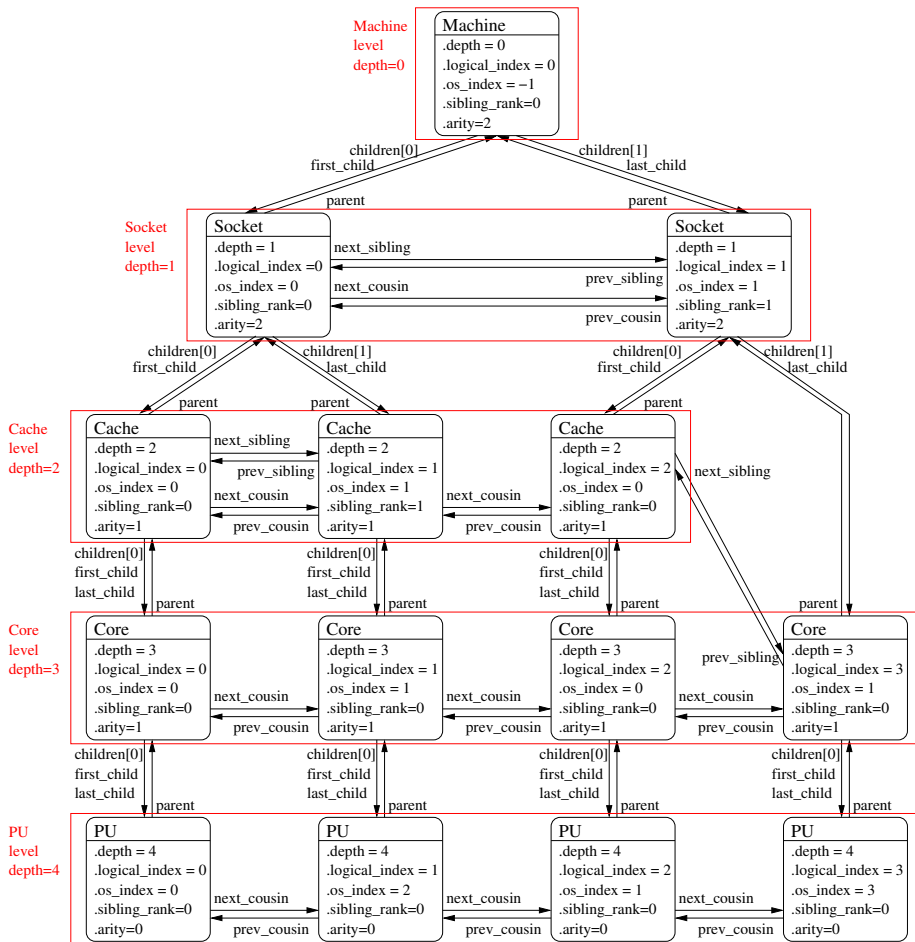 Machine
level
depth=0
Machine
.depth = 0
.logical_index = 0
.os_index = −1
.sibling_rank=0
.arity=2
children[0]
first_child
parent
children[1]
last_child
parent
Socket
level
depth=1
Socket
.depth = 1
.logical_index =0
.os_index = 0
.sibling_rank=0
.arity=2
next_sibling
prev_sibling
next_cousin
prev_cousin
Socket
.depth = 1
.logical_index = 1
.os_index = 1
.sibling_rank=1
.arity=2
children[0]
first_child
parent
children[1]
last_child
parent
children[0]
first_child
parent
children[1]
last_child
Cache
level
depth=2
Cache
.depth = 2
.logical_index = 0
.os_index = 0
.sibling_rank=0
.arity=1
next_sibling
prev_sibling
next_cousin
prev_cousin
Cache
.depth = 2
.logical_index = 1
.os_index = 1
.sibling_rank=1
.arity=1
next_cousin
prev_cousin
Cache
.depth = 2
.logical_index = 2
.os_index = 0
.sibling_rank=0
.arity=1
next_sibling
prev_sibling
children[0]
first_child
last_child
parent
children[0]
first_child
last_child
parent
children[0]
first_child
last_child
parent
parent
Core
level
depth=3
Core
.depth = 3
.logical_index = 0
.os_index = 0
.sibling_rank=0
.arity=1
next_cousin
prev_cousin
Core
.depth = 3
.logical_index = 1
.os_index = 1
.sibling_rank=0
.arity=1
next_cousin
prev_cousin
Core
.depth = 3
.logical_index = 2
.os_index = 0
.sibling_rank=0
.arity=1
next_cousin
prev_cousin
Core
.depth = 3
.logical_index = 3
.os_index = 1
.sibling_rank=0
.arity=1
children[0]
first_child
last_child
parent
children[0]
first_child
last_child
parent
children[0]
first_child
last_child
parent
children[0]
first_child
last_child
parent
PU
level
depth=4
PU
.depth = 4
.logical_index = 0
.os_index = 0
.sibling_rank=0
.arity=0
next_cousin
prev_cousin
PU
.depth = 4
.logical_index = 1
.os_index = 2
.sibling_rank=0
.arity=0
next_cousin
prev_cousin
PU
.depth = 4
.logical_index = 2
.os_index = 1
.sibling_rank=0
.arity=0
next_cousin
prev_cousin
PU
.depth = 4
.logical_index = 3
.os_index = 3
.sibling_rank=0
.arity=0